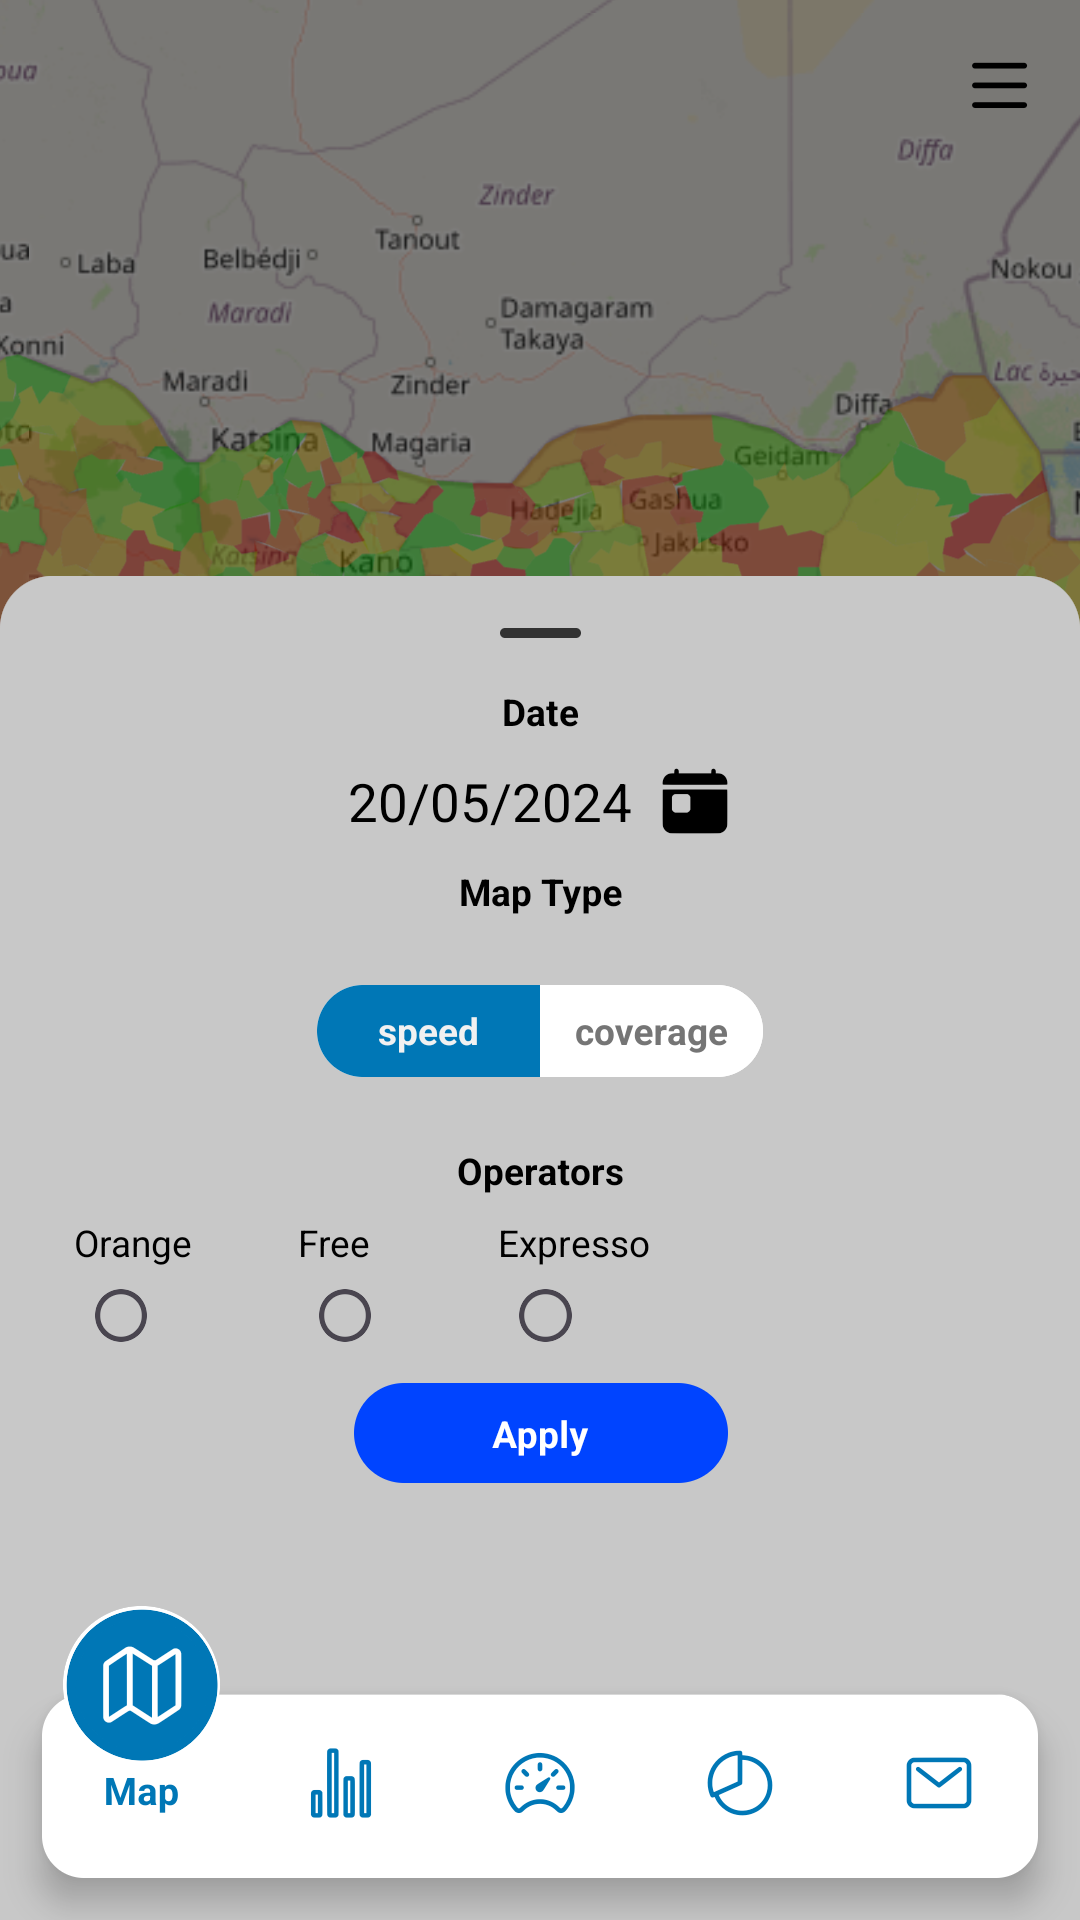 oua
Diffa
Zinder
Tanout
ua
Laba
Belbédji
Nokou
a
Maradi
Damagaram
Takaya
Konni
Maradi
Zinder
Lac بحيرة
Diffa
to
Katsina
Magaria
Geidam
to
Hadejia
Gashua
Jakusko
Katsina
Kano
Date
20/05/2024
Map Type
speed
coverage
Operators
Orange
Free
Expresso
Apply
Map